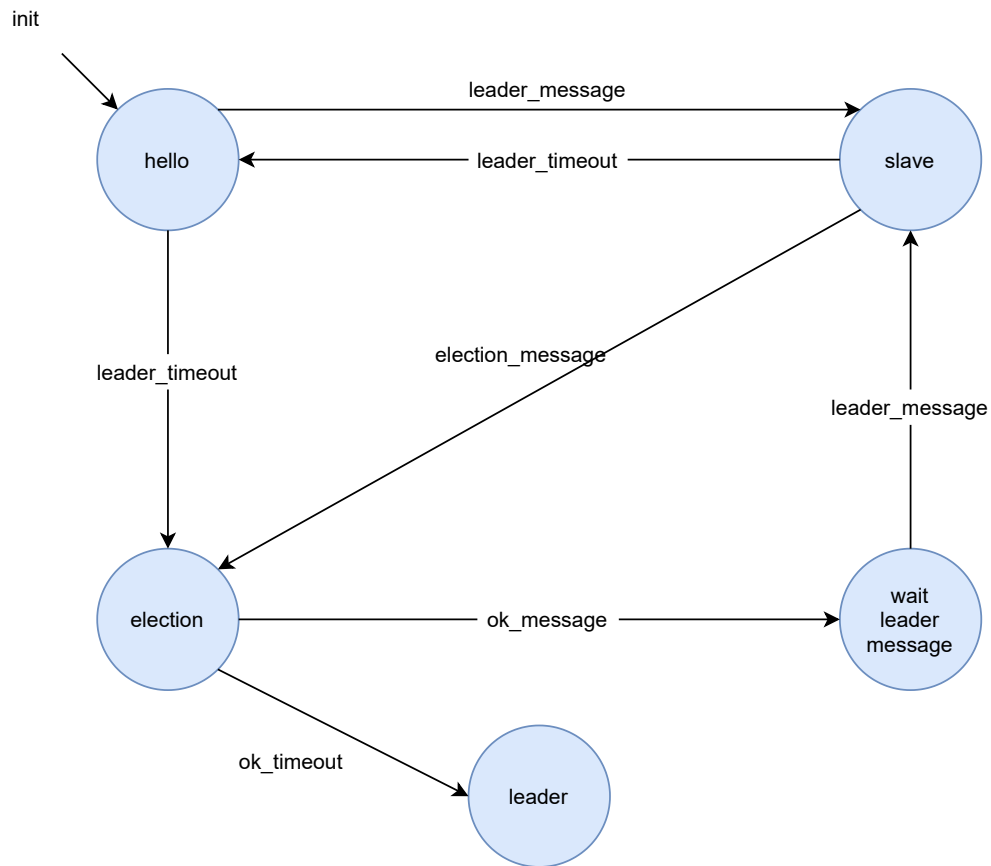 init
leader_message
hello
leader_timeout
slave
election_message
leader_timeout
leader_message
election
ok_message
wait
leader
message
ok_timeout
leader